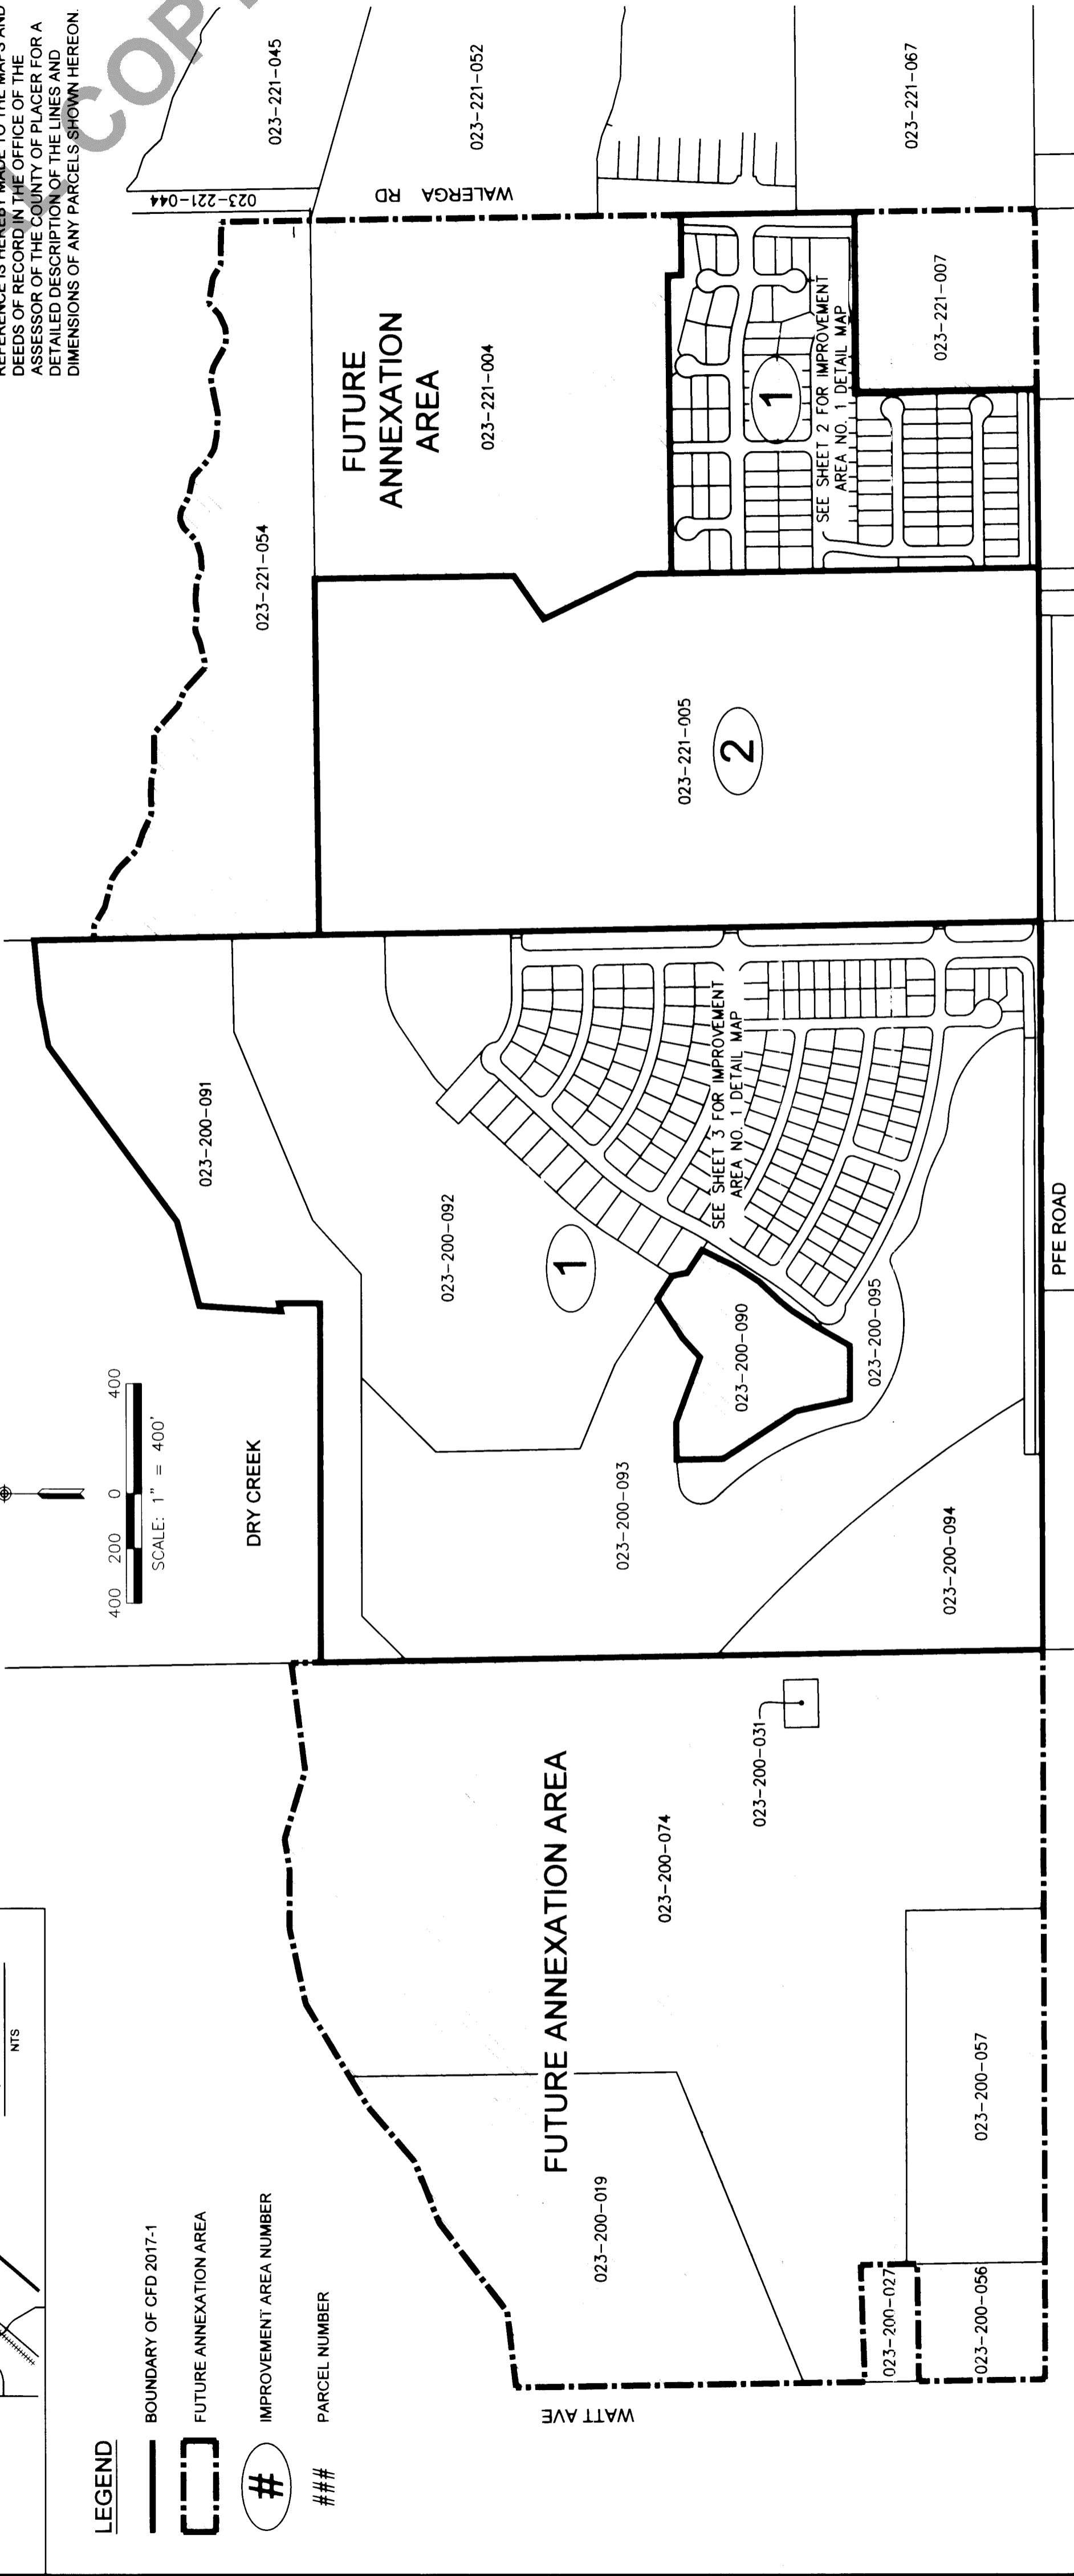 REFERENCE IS HEREBY MADE TO THE MAPS AND
DEEDS OF RECORD IN THE OFFICE OF THE
ASSESSOR OF THE COUNTY OF PLACER FOR A
DETAILED DESCRIPTION OF THE LINES AND
DIMENSIONS OF ANY PARCELS SHOWN HEREON.
COP
NTS
LEGEND
BOUNDARY OF CFD 2017-1
FUTURE ANNEXATION AREA
#
IMPROVEMENT AREA NUMBER
###
PARCEL NUMBER
400
200
0
400
SCALE: 1" = 400'
DRY CREEK
WATT AVE
FUTURE ANNEXATION AREA
023-200-019
023-200-074
023-200-031
023-200-027
023-200-056
023-200-057
023-200-091
023-200-092
1
023-200-093
023-200-090
023-200-095
023-200-094
SEE SHEET 3 FOR IMPROVEMENT
AREA NO. 1 DETAIL MAP
PFE ROAD
023-221-054
023-221-005
2
FUTURE
ANNEXATION
AREA
023-221-004
1
SEE SHEET 2 FOR IMPROVEMENT
AREA NO. 1 DETAIL MAP
023-221-007
WALERGA RD
023-221-044
023-221-045
023-221-052
023-221-067